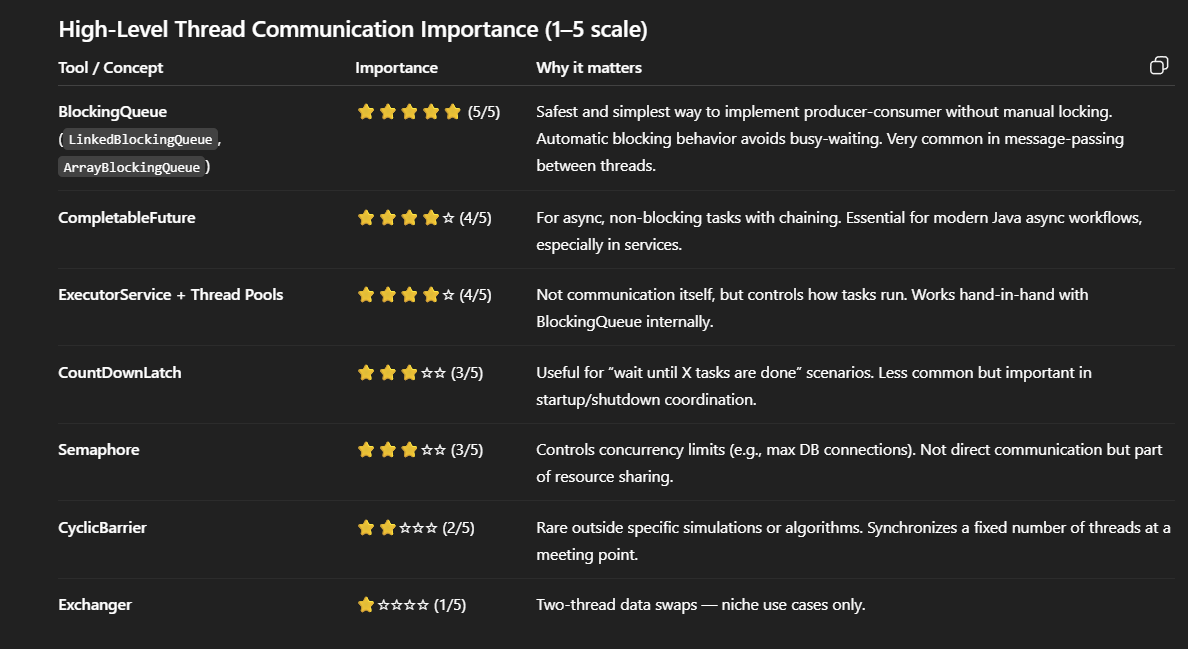 High-Level Thread Communication Importance (1–5 scale)
Tool / Concept Importance Why it matters
BlockingQueue ⭐⭐⭐⭐⭐ (5/5) Safest and simplest way to implement producer-consumer without manual locking.
(LinkedBlockingQueue, Automatic blocking behavior avoids busy-waiting. Very common in message-passing
ArrayBlockingQueue) between threads.
CompletableFuture ⭐⭐⭐⭐☆ (4/5) For async, non-blocking tasks with chaining. Essential for modern Java async workflows,
especially in services.
ExecutorService + Thread Pools ⭐⭐⭐⭐☆ (4/5) Not communication itself, but controls how tasks run. Works hand-in-hand with
BlockingQueue internally.
CountDownLatch ⭐⭐⭐☆☆ (3/5) Useful for “wait until X tasks are done” scenarios. Less common but important in
startup/shutdown coordination.
Semaphore ⭐⭐⭐☆☆ (3/5) Controls concurrency limits (e.g., max DB connections). Not direct communication but part
of resource sharing.
CyclicBarrier ⭐⭐☆☆☆ (2/5) Rare outside specific simulations or algorithms. Synchronizes a fixed number of threads at a
meeting point.
Exchanger ⭐☆☆☆☆ (1/5) Two-thread data swaps — niche use cases only.